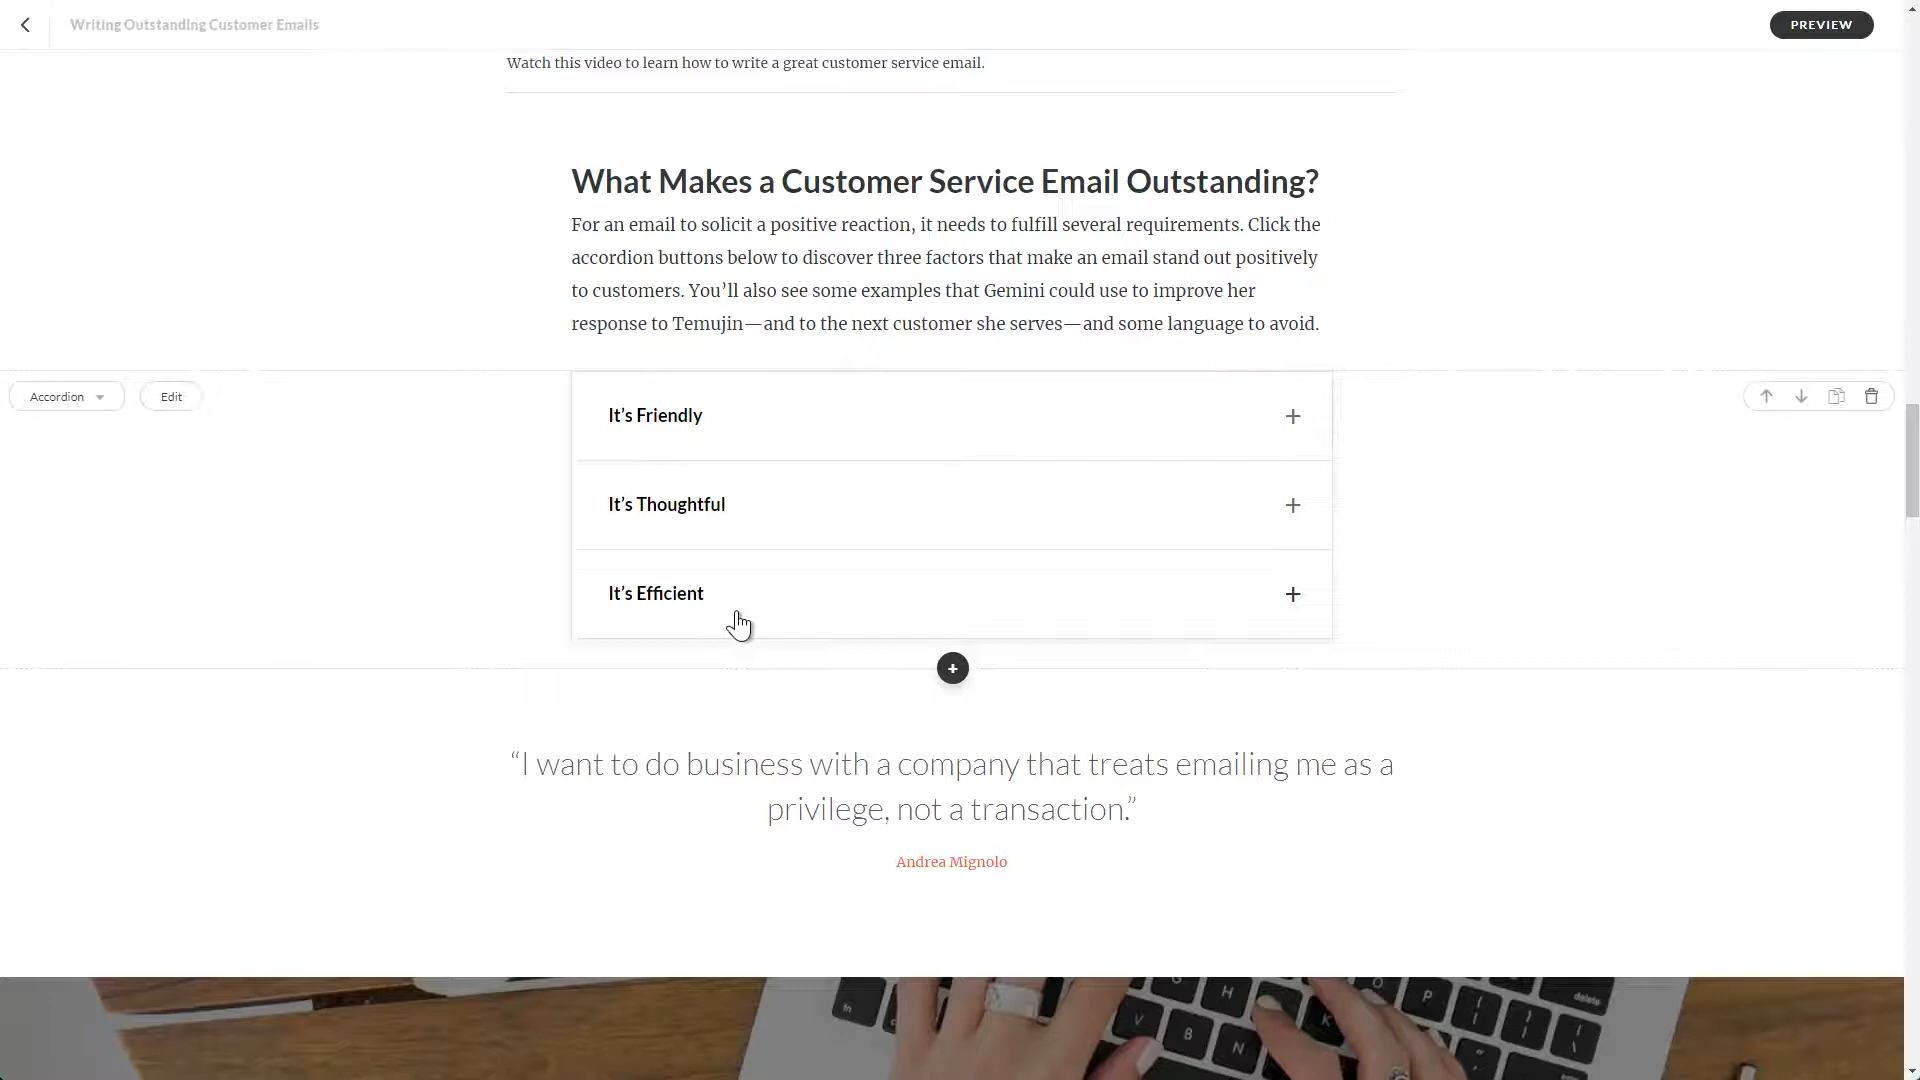 Writing Outstanding Customer Emails
PREVIEW
Watch this video to learn how to write a great customer service email.
What Makes a Customer Service Email Outstanding?
For an email to solicit a positive reaction, it needs to fulfill several requirements. Click the
accordion buttons below to discover three factors that make an email stand out positively
to customers. You’ll also see some examples that Gemini could use to improve her
response to Temujin—and to the next customer she serves—and some language to avoid.
Accordion
Edit
It’s Friendly
It’s Thoughtful
It’s Efficient
“I want to do business with a company that treats emailing me as a
privilege, not a transaction.”
Andrea Mignolo
fn
H
O
P
delete
V
B
N
K